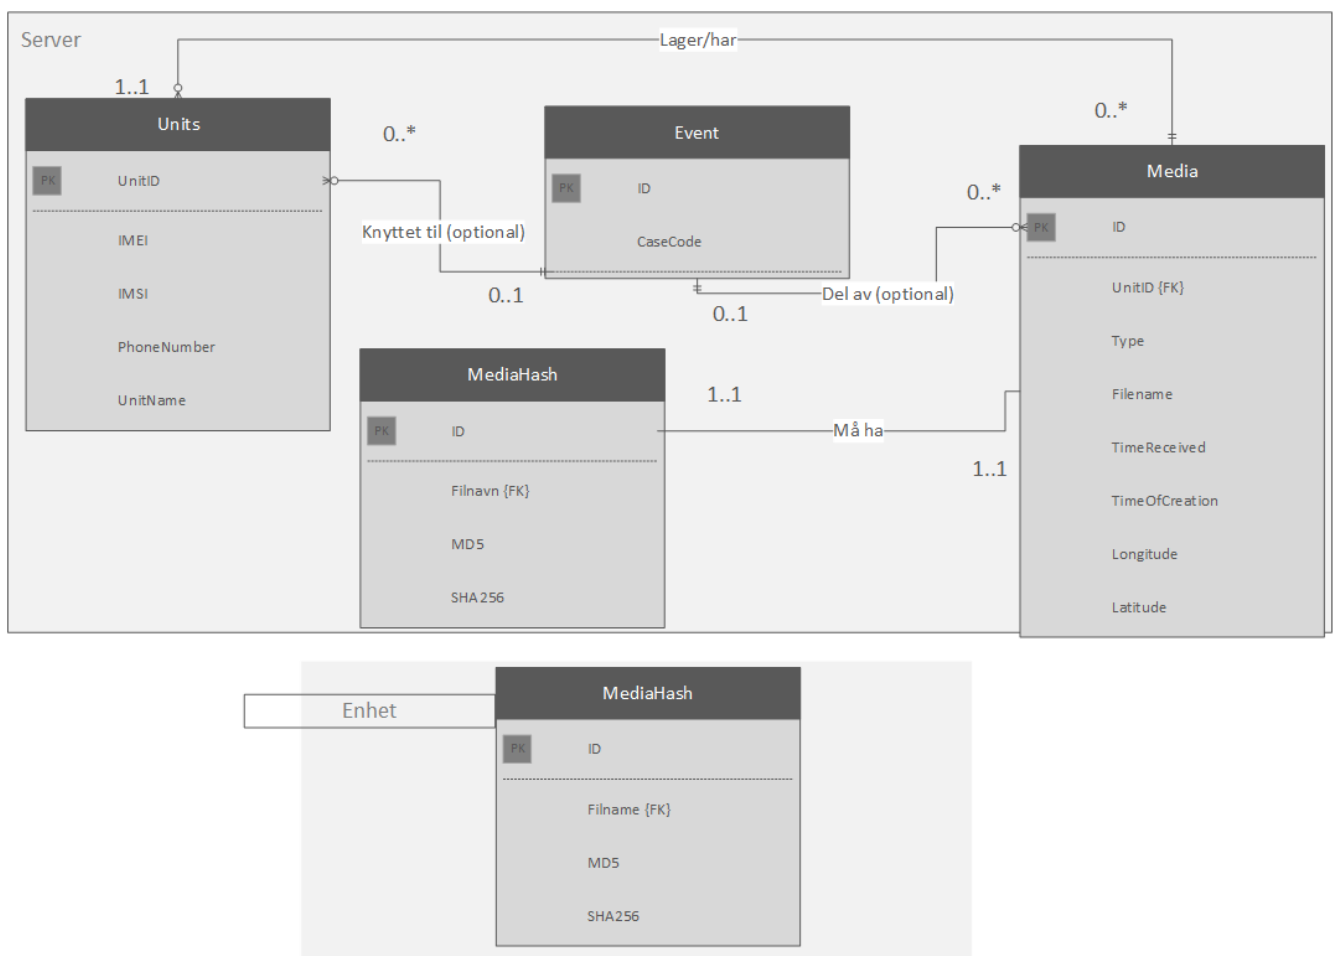 Server
Lager/har
1..1
0..*
Units
PK
UnitID
IMEI
IMSI
PhoneNumber
UnitName
0..*
Knyttet til (optional)
0..1
Event
PK
ID
CaseCode
0..1
Del av (optional)
0..*
Media
PK
ID
UnitID {FK}
Type
Filename
TimeReceived
TimeOfCreation
Longitude
Latitude
MediaHash
PK
ID
Filnavn {FK}
MD5
SHA256
1..1
Må ha
1..1
Enhet
MediaHash
PK
ID
Filname {FK}
MD5
SHA256